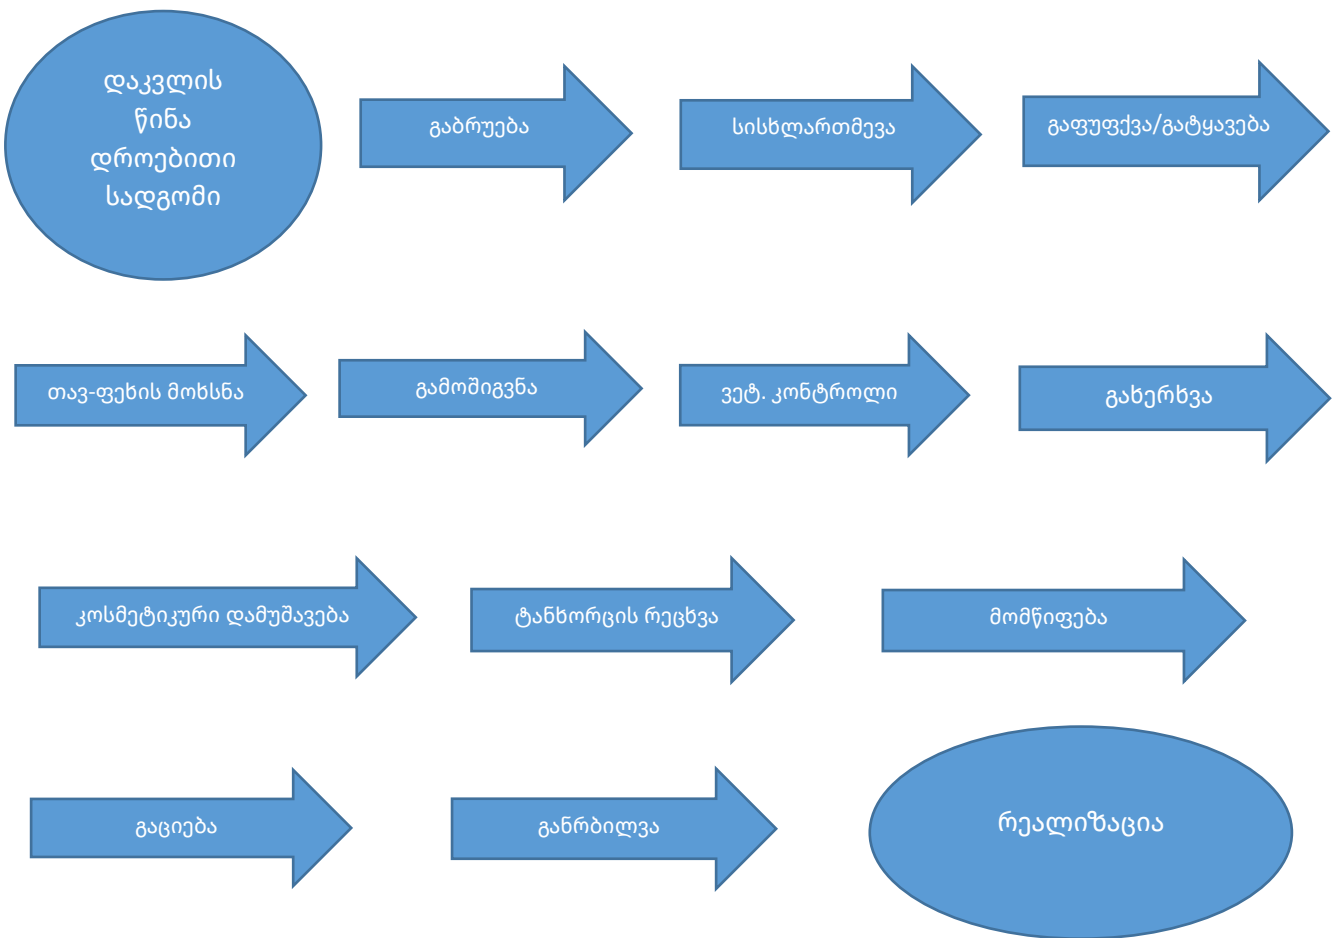 დაკვლის
წინა
დროებითი
სადგომი
გაბრუება
სისხლართმევა
გაფუფქვა/გატყავება
თავ-ფეხის მოხსნა
გამოშიგვნა
ვეტ. კონტროლი
გახერხვა
კოსმეტიკური დამუშავება
ტანხორცის რეცხვა
მომწიფება
გაციება
განრბილვა
რეალიზაცია